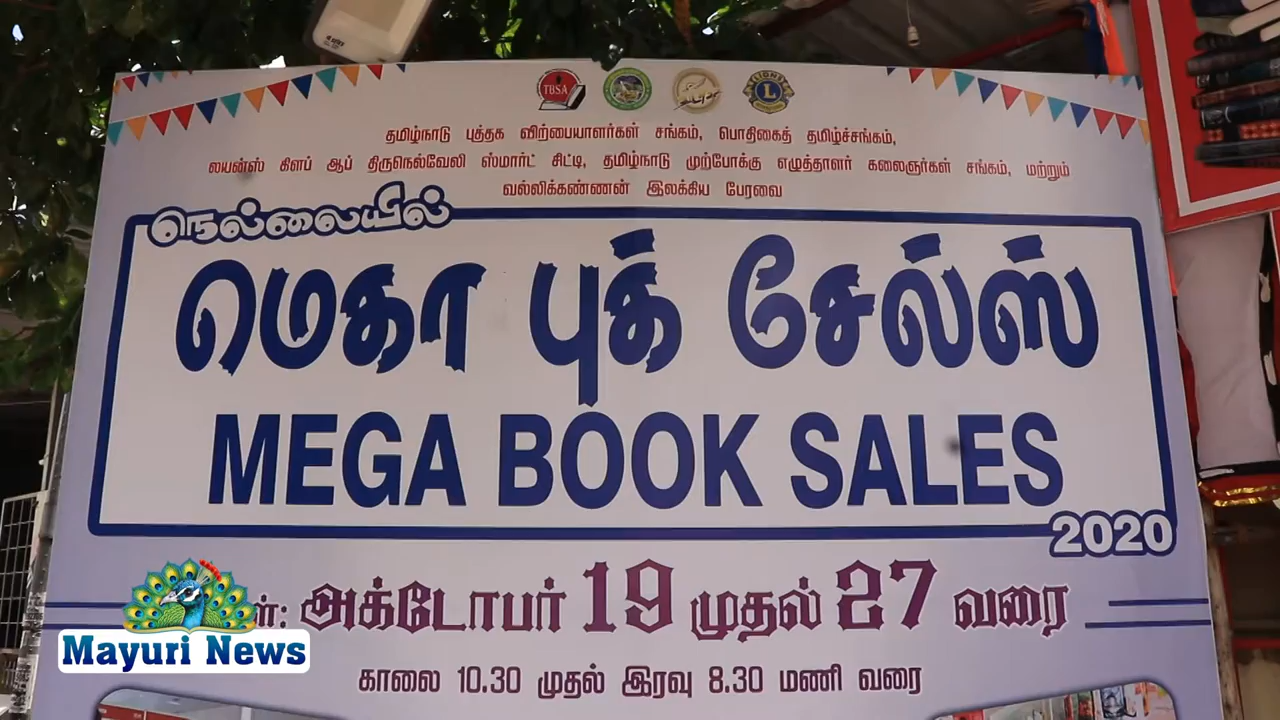 TBSA
LIONS
L
தமிழ்நாடு புத்தக விற்பையாளர்கள் சங்கம், பொதிகைத் தமிழ்ச்சங்கம்,
லயன்ஸ் கிளப் ஆப் திருநெல்வேலி ஸ்மார்ட் சிட்டி, தமிழ்நாடு முற்போக்கு எழுத்தாளர் கலைஞர்கள் சங்கம், மற்றும்
வல்லிக்கண்ணன் இலக்கிய பேரவை
நெல்லையில்
மெகா புக் சேல்ஸ்
MEGA BOOK SALES
2020
அக்டோபர் 19 முதல் 27 வரை
Mayuri News
காலை 10.30 முதல் இரவு 8.30 மணி வரை